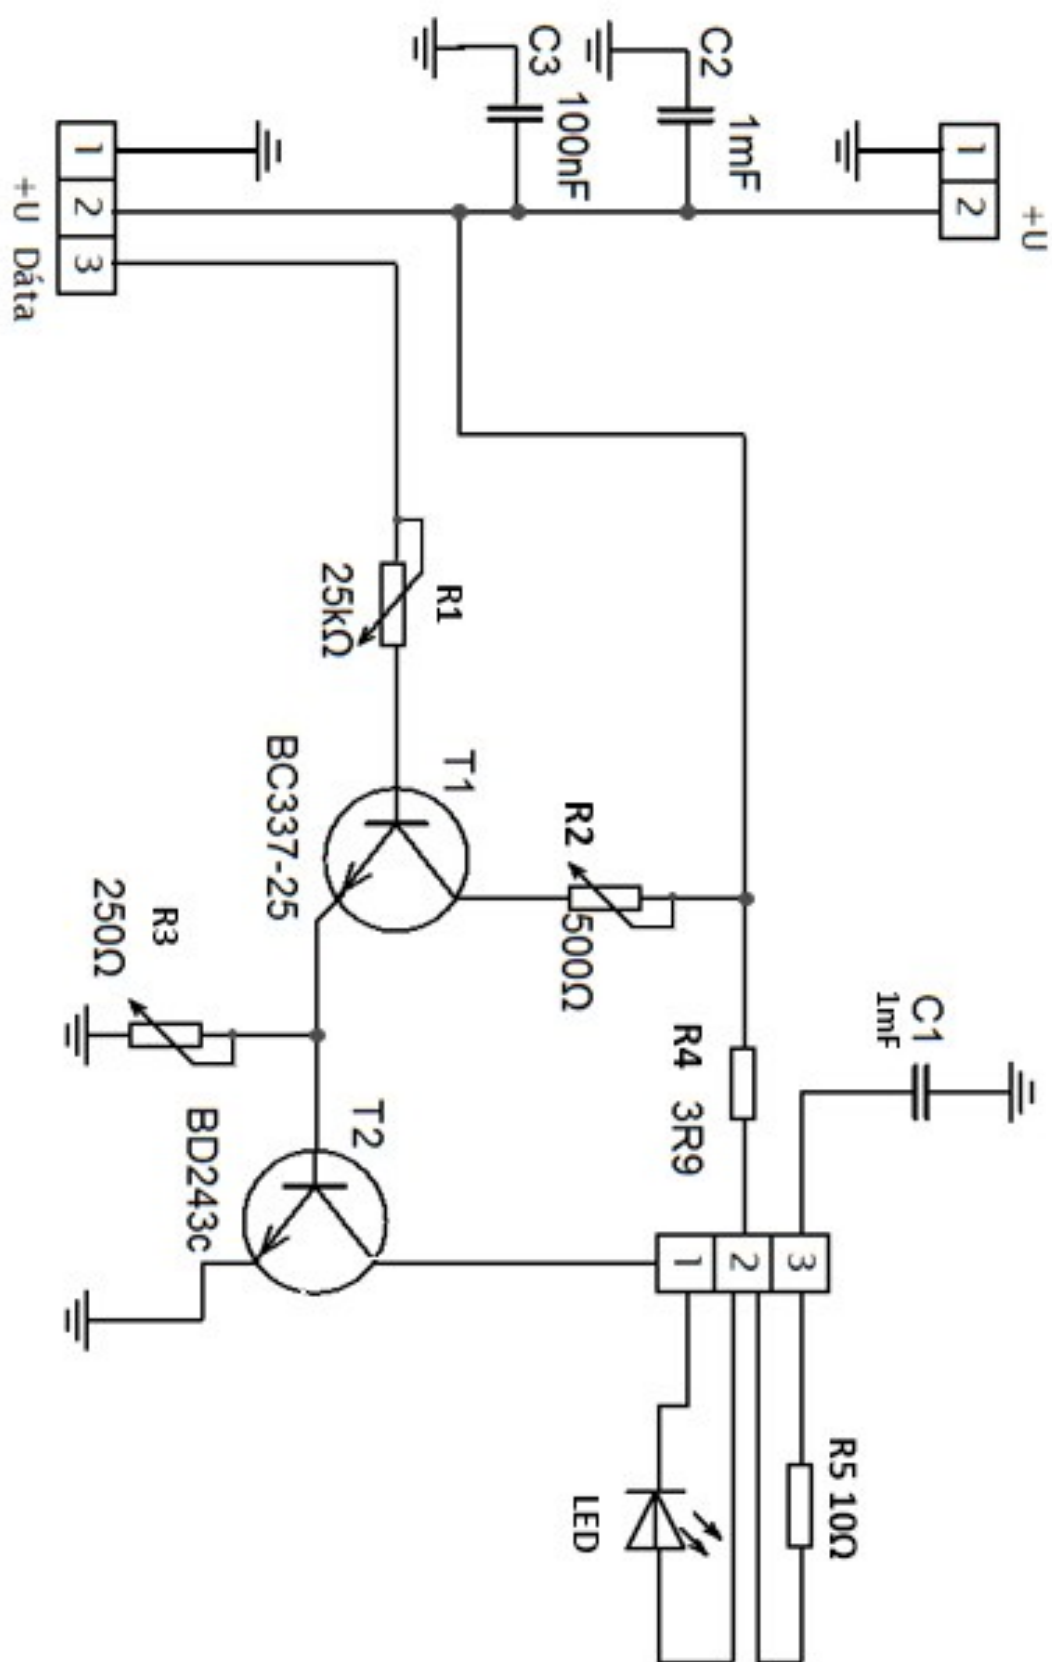 +U
1
2
C2
1mF
C3
100nF
1
2
3
+U Dáta
R1
25kΩ
T1
BC337-25
R2
500Ω
R3
250Ω
T2
BD243c
R4 3R9
C1
1mF
1
2
3
R5 10Ω
LED